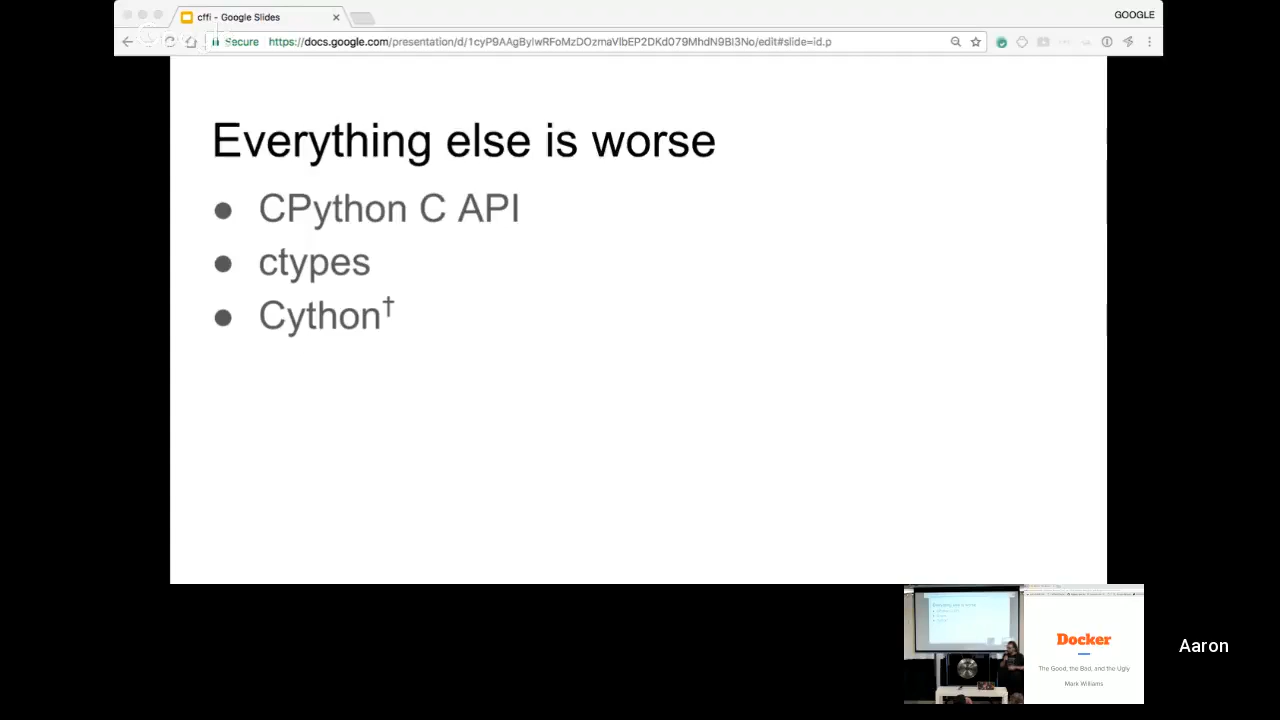 cffi - Google Slides
GOOGLE
Secure https://docs.google.com/presentation/d/1cyP9AAgBylwRFoMzDOzmaVlbEP2DKd079MhdN9Bi3No/edit#slide=id.p
Everything else is worse
● CPython C API
● ctypes
● Cython†
Docker
The Good, the Bad, and the Ugly
Mark Williams
Aaron